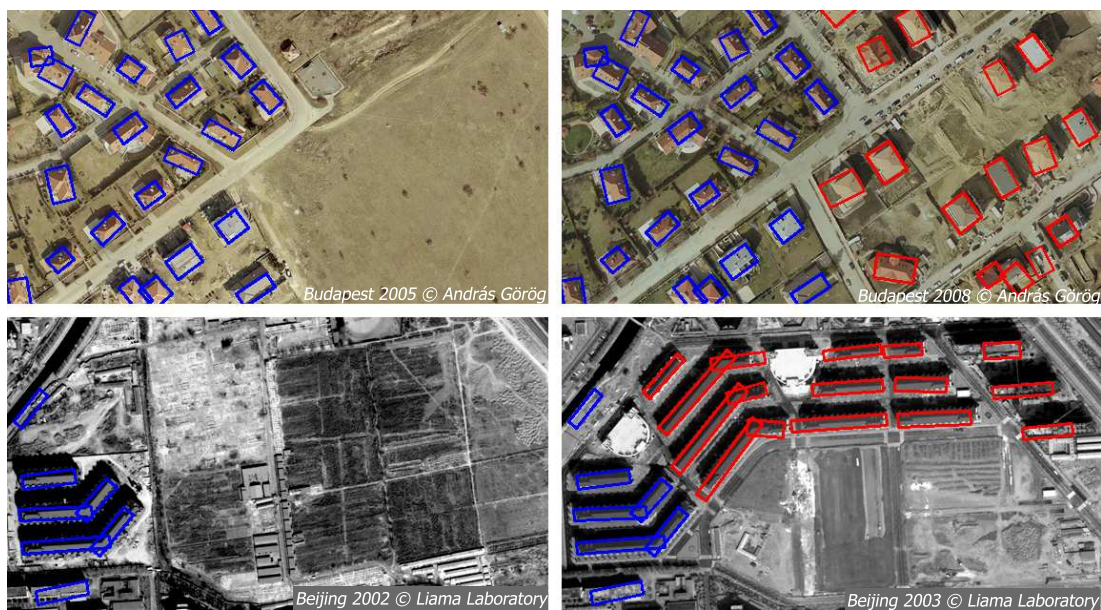 Budapest 2005 © András Görög
Budapest 2008 © András Görög
Beijing 2002 © Liama Laboratory
Beijing 2003 © Liama Laboratory